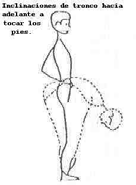 Inclinaciones de tronco hacia
adelante a
tocar los
pies.